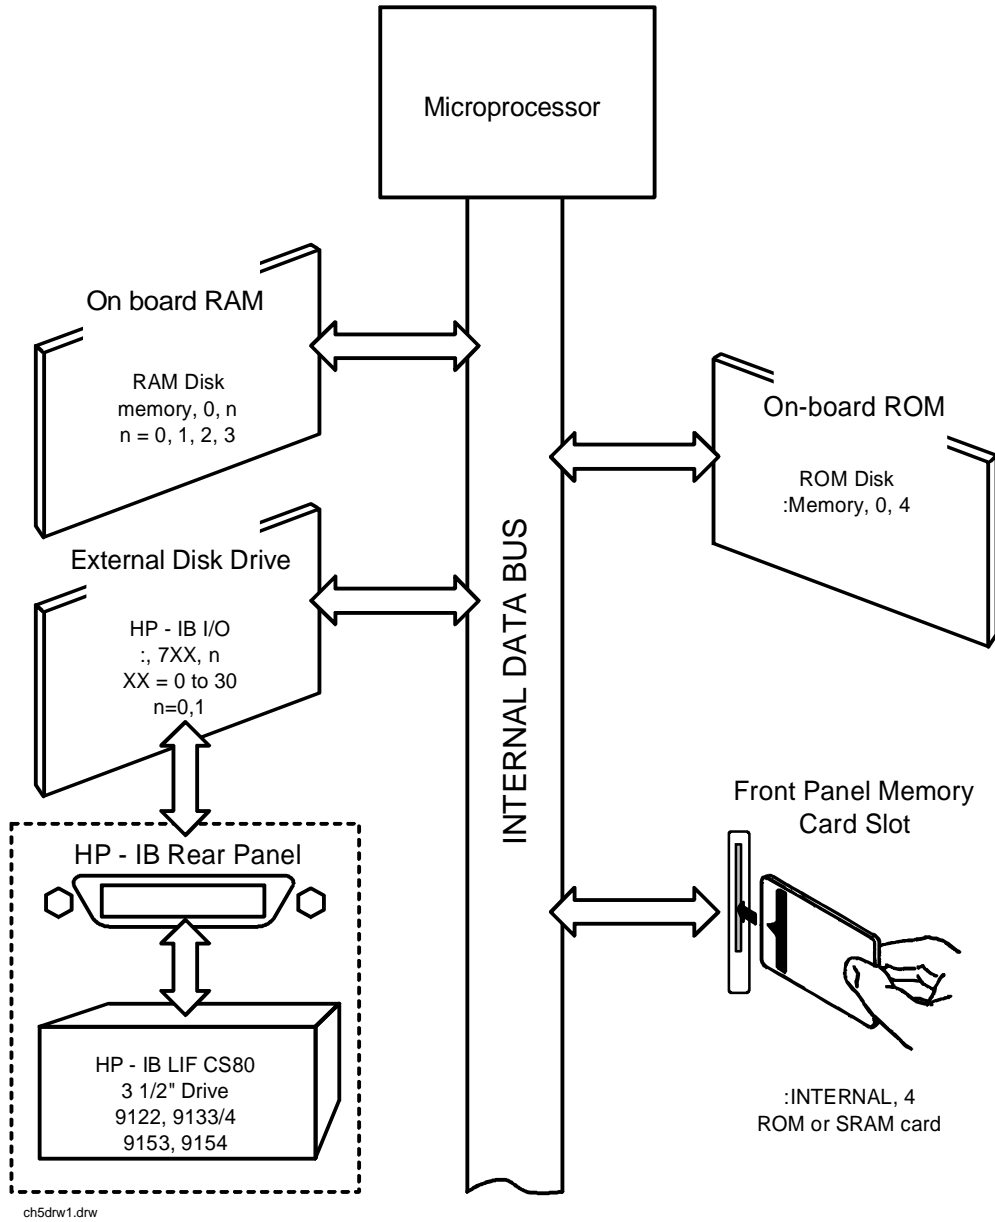 Microprocessor
On board RAM
RAM Disk
memory, 0, n
n = 0, 1, 2, 3
On-board ROM
ROM Disk
:Memory, 0, 4
External Disk Drive
HP - IB I/O
:, 7XX, n
XX = 0 to 30
n=0,1
INTERNAL DATA BUS
Front Panel Memory
Card Slot
HP - IB Rear Panel
HP - IB LIF CS80
3 1/2" Drive
9122, 9133/4
9153, 9154
:INTERNAL, 4
ROM or SRAM card
ch5drw1.drw